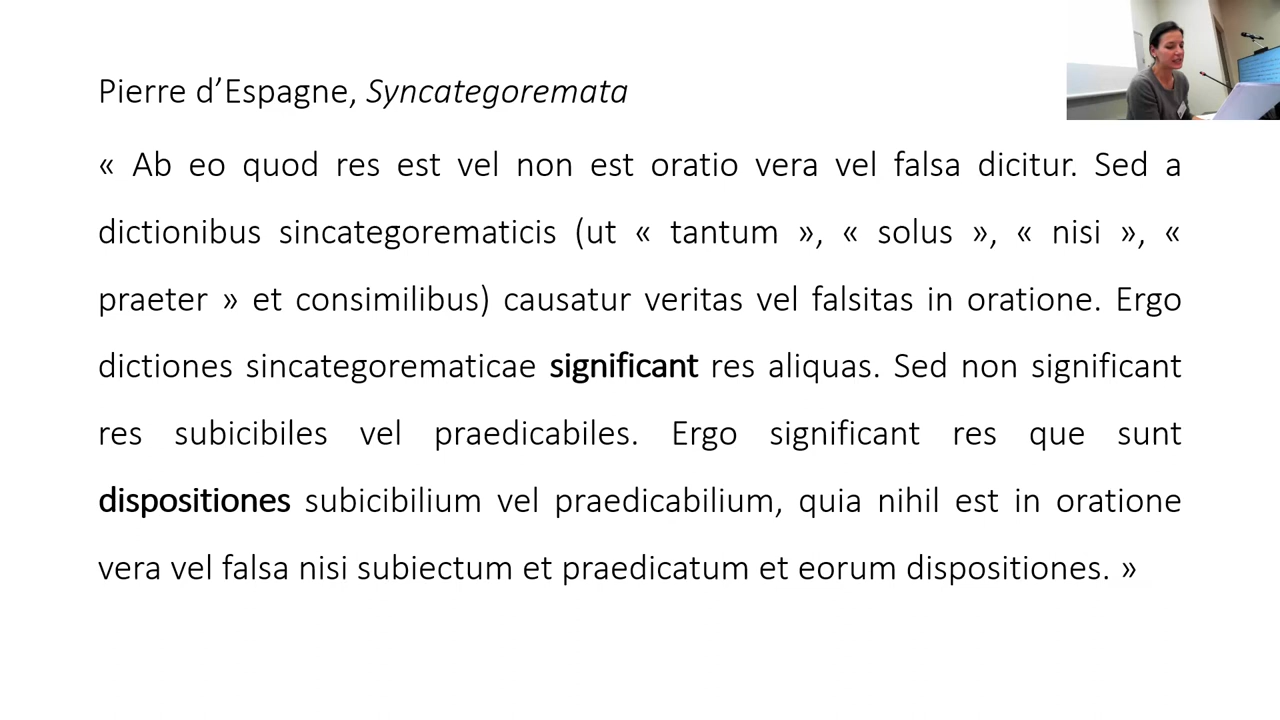 Pierre d’Espagne, Syncategoremata
« Ab eo quod res est vel non est oratio vera vel falsa dicitur. Sed a
dictionibus sincategorematicis (ut « tantum », « solus », « nisi », «
praeter » et consimilibus) causatur veritas vel falsitas in oratione. Ergo
dictiones sincategorematicae significant res aliquas. Sed non significant
res subicibiles vel praedicabiles. Ergo significant res que sunt
dispositiones subicibilium vel praedicabilium, quia nihil est in oratione
vera vel falsa nisi subiectum et praedicatum et eorum dispositiones. »